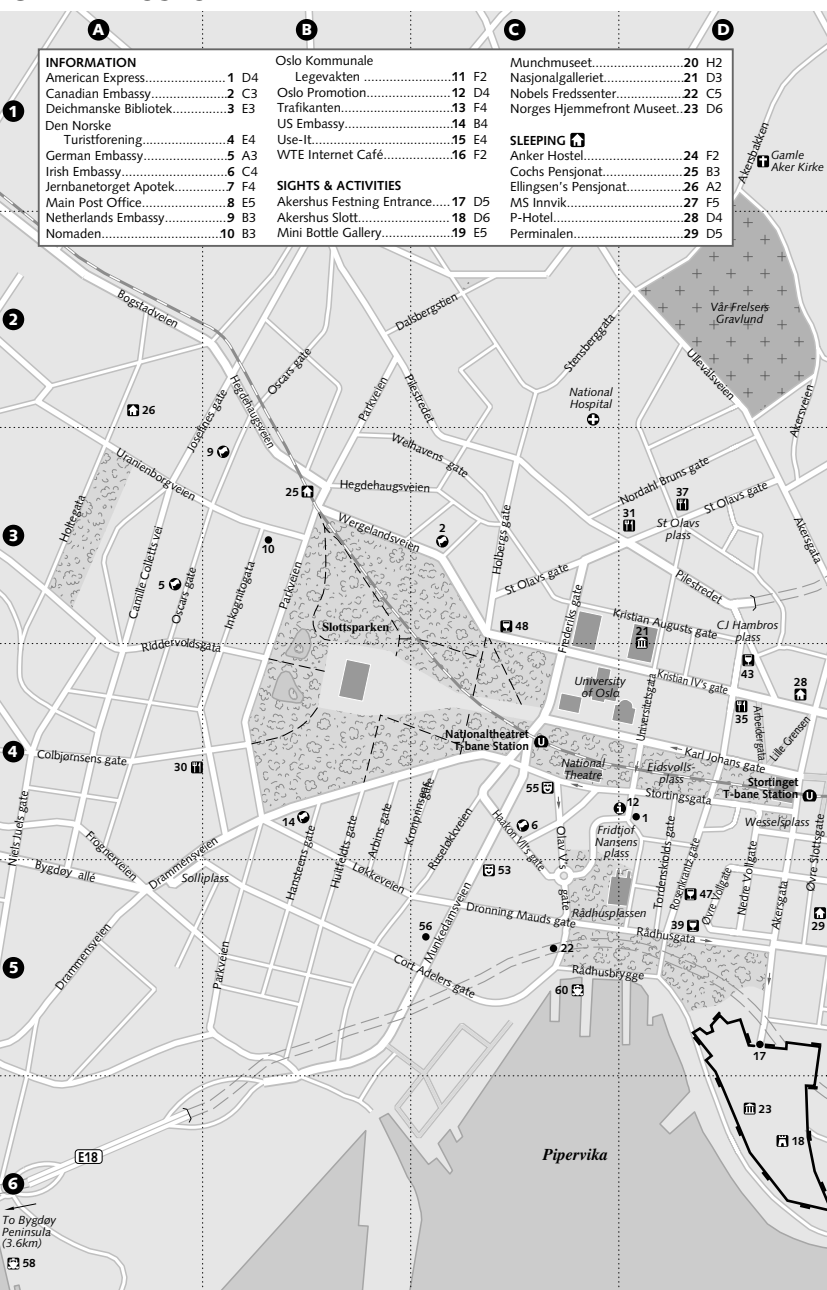 A
B
C
D
INFORMATION
American Express..........................1 D4
Canadian Embassy........................2 C3
Deichmanske Bibliotek..................3 E3
Den Norske
Turistforening.........................4 E4
German Embassy..........................5 A3
Irish Embassy................................6 C4
Jernbanetorget Apotek..................7 F4
Main Post Office...........................8 E5
Netherlands Embassy....................9 B3
Nomaden....................................10 B3
Oslo Kommunale
Legevakten ............................11 F2
Oslo Promotion..........................12 D4
Trafikanten.................................13 F4
US Embassy................................14 B4
Use-It.........................................15 E4
WTE Internet Café......................16 F2
SIGHTS & ACTIVITIES
Akershus Festning Entrance......17 D5
Akershus Slott............................18 D6
Mini Bottle Gallery.....................19 E5
Munchmuseet............................20 H2
Nasjonalgalleriet.........................21 D3
Nobels Fredssenter.....................22 C5
Norges Hjemmefront Museet..23 D6
SLEEPING
Anker Hostel..............................24 F2
Cochs Pensjonat.........................25 B3
Ellingsen's Pensjonat..................26 A2
MS Innvik...................................27 F5
P-Hotel.......................................28 D4
Perminalen.................................29 D5
1
Akersbakken
Gamle
Aker Kirke
2
Bogstadveien
Dalsbergstien
Stensberggata
Vår Frelsers
Gravlund
Ullevålsveien
Oscars gate
Hegdehaugsveien
Josefines gate
Parkveien
Pilestredet
National
Hospital
Akersveien
26
9
Uranienborgveien
Welhavens gate
Hegdehaugsveien
25
Nordahl Bruns gate
37
St Olavs gate
31
St Olavs
plass
3
Holtegata
Camille Colletts vei
10
Wergelandsveien
2
Holbergs gate
Akersgata
5
Oscars gate
Inkognitogata
Parkveien
St Olavs gate
Pilestredet
Frederiks gate
Kristian Augusts gate
CJ Hambros
plass
Slottsparken
48
21
Riddervoldsgata
43
Kristian IV's gate
28
University
of Oslo
Universitetsgata
35
Arbeidergata
Lille Grensen
Nationaltheatret
T-bane Station
4
Colbjørnsens gate
30
Karl Johans gate
National
Theatre
Eidsvolls-
plass
Stortinget
T-bane Station
55
Stortingsgata
12
1
Wesselsplass
Niels Juels gate
14
Kronprinsegate
Arbins gate
Huitfeldts gate
Hansteens gate
Ruseløkkveien
Haakon VII's gate
6
Olav V's gate
Fridtjof
Nansens
plass
Tordenskiolds gate
Rosenkrantz gate
Øvre Vollgate
Nedre Vollgate
Akersgata
Øvre Slottsgate
Frognerveien
Bygdøy allé
Drammensveien
Solliplass
Løkkeveien
53
47
Rådhusplassen
Dronning Mauds gate
39
Rådhusgata
29
56
Munkedamsveien
22
5
Drammensveien
Parkveien
Cort Adelers gate
Rådhusbrygge
60
17
23
18
E18
Pipervika
6
To Bygdøy
Peninsula
(3.6km)
58